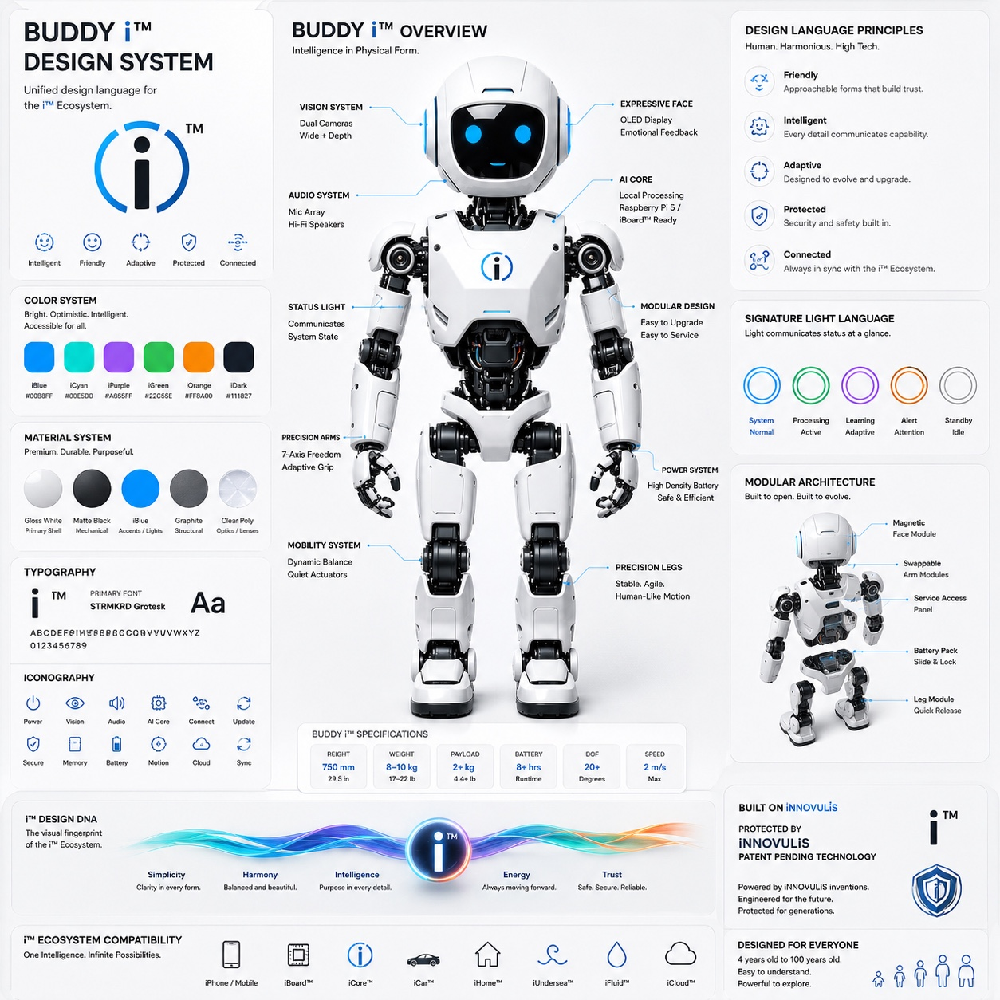 BUDDY i™
DESIGN SYSTEM
Unified design language for
the i™ Ecosystem.
i
TM
Intelligent
Friendly
Adaptive
Protected
Connected
COLOR SYSTEM
Bright. Optimistic. Intelligent.
Accessible for all.
iBlue
iCyan
iPurple
iGreen
iOrange
iDark
#00B8FF
#00E5D0
#A855FF
#22C55E
#FF8A00
#111827
MATERIAL SYSTEM
Premium. Durable. Purposeful.
Gloss White
Primary Shell
Matte Black
Mechanical
iBlue
Accents / Lights
Graphite
Structural
Clear Poly
Optics / Lenses
TYPOGRAPHY
i ™
PRIMARY FONT
STRMKRD Grotesk
Aa
0123456789
ICONOGRAPHY
Power
Vision
Audio
AI Core
Connect
Update
Secure
Memory
Battery
Motion
Cloud
Sync
BUDDY i™ OVERVIEW
Intelligence in Physical Form.
VISION SYSTEM
Dual Cameras
Wide + Depth
EXPRESSIVE FACE
OLED Display
Emotional Feedback
AUDIO SYSTEM
Mic Array
Hi-Fi Speakers
AI CORE
Local Processing
Raspberry Pi 5 /
iBoard™ Ready
i
STATUS LIGHT
Communicates
System State
MODULAR DESIGN
Easy to Upgrade
Easy to Service
PRECISION ARMS
7-Axis Freedom
Adaptive Grip
POWER SYSTEM
High Density Battery
Safe & Efficient
MOBILITY SYSTEM
Dynamic Balance
Quiet Actuators
PRECISION LEGS
Stable. Agile.
Human-Like Motion
BUDDY i™ SPECIFICATIONS
REIGHT
750 mm
29.5 in
WEIGHT
8–10 kg
17–22 lb
PAYLOAD
2+ kg
4.4+ lb
BATTERY
8+ hrs
Runtime
DOF
20+
Degrees
SPEED
2 m/s
Max
DESIGN LANGUAGE PRINCIPLES
Human. Harmonious. High Tech.
Friendly
Approachable forms that build trust.
Intelligent
Every detail communicates capability.
Adaptive
Designed to evolve and upgrade.
Protected
Security and safety built in.
Connected
Always in sync with the i™ Ecosystem.
SIGNATURE LIGHT LANGUAGE
Light communicates status at a glance.
System
Normal
Processing
Active
Learning
Adaptive
Alert
Attention
Standby
Idle
MODULAR ARCHITECTURE
Built to open. Built to evolve.
Magnetic
Face Module
Swappable
Arm Modules
Service Access
Panel
Battery Pack
Slide & Lock
Leg Module
Quick Release
i™ DESIGN DNA
The visual fingerprint
of the i™ Ecosystem.
i™
Simplicity
Clarity in every form.
Harmony
Balanced and beautiful.
Intelligence
Purpose in every detail.
Energy
Always moving forward.
Trust
Safe. Secure. Reliable.
i™ ECOSYSTEM COMPATIBILITY
One Intelligence. Infinite Possibilities.
iPhone / Mobile
iBoard™
iCore™
iCar™
iHome™
iUndersea™
iFluid™
iCloud™
BUILT ON iNNOVULiS
PROTECTED BY
iNNOVULiS
PATENT PENDING TECHNOLOGY
i™
Powered by iNNOVULiS inventions.
Engineered for the future.
Protected for generations.
i
DESIGNED FOR EVERYONE
4 years old to 100 years old.
Easy to understand.
Powerful to explore.